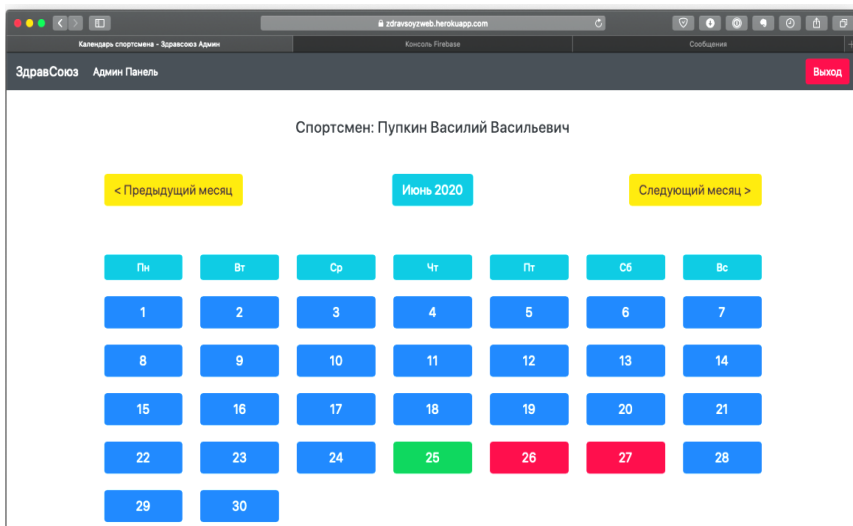 zdravsoyzweb.herokuapp.com
Календарь спортсмена - Здравсоюз Админ Консоль Firebase Сообщения
ЗдравСоюз Админ Панель Выход
Спортсмен: Пупкин Василий Васильевич
< Предыдущий месяц Июнь 2020 Следующий месяц >
Пн Вт Ср Чт Пт Сб Вс
1 2 3 4 5 6 7
8 9 10 11 12 13 14
15 16 17 18 19 20 21
22 23 24 25 26 27 28
29 30